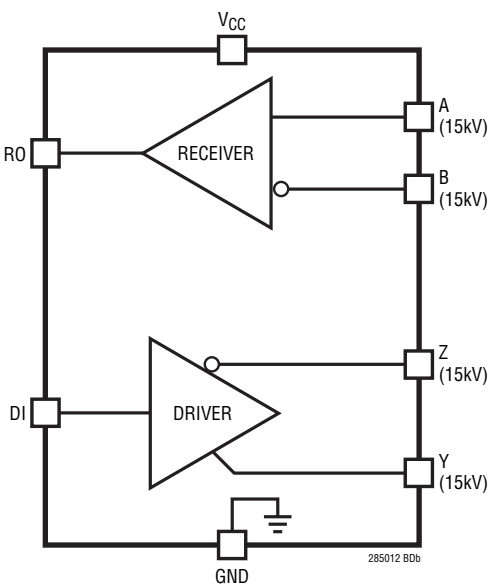 VCC
A
(15kV)
RO
RECEIVER
B
(15kV)
Z
(15kV)
DI
DRIVER
Y
(15kV)
285012 BDb
GND